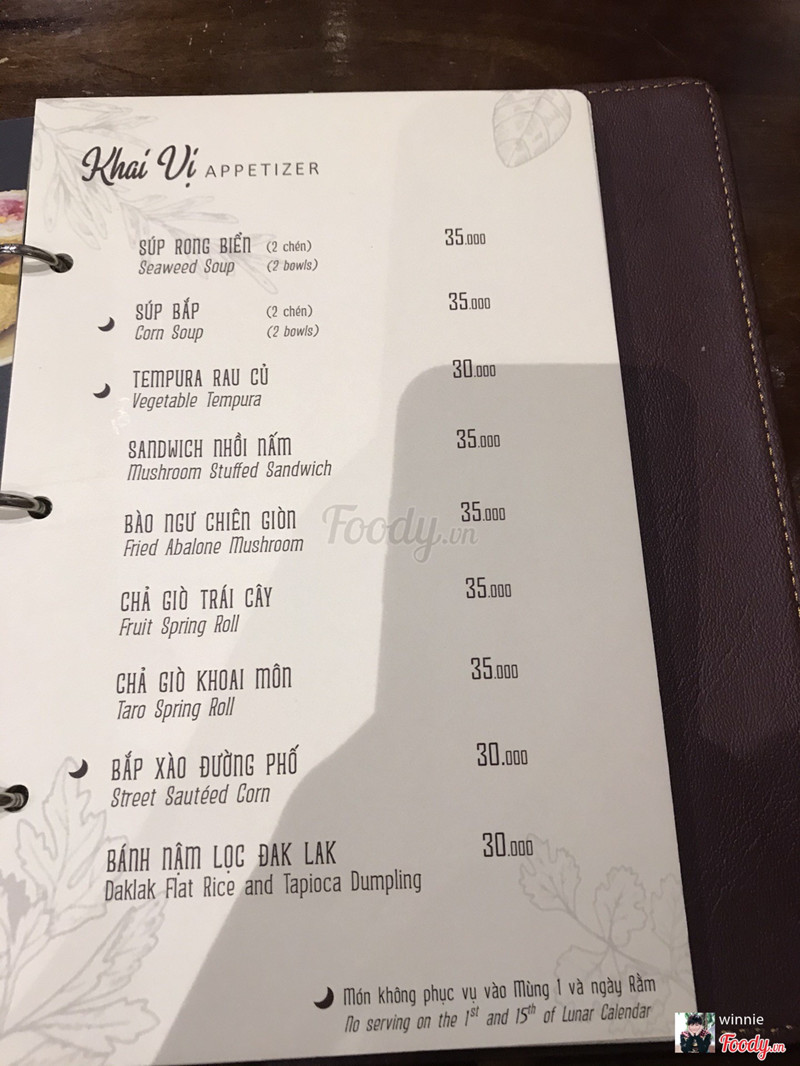 Khai Vị APPETIZER
SÚP RONG BIỂN (2 chén) 35.000
Seaweed Soup (2 bowls)
SÚP BẮP (2 chén) 35.000
Corn Soup (2 bowls)
TEMPURA RAU CỦ 30.000
Vegetable Tempura
SANDWICH NHỒI NẤM 35.000
Mushroom Stuffed Sandwich
BÀO NGƯ CHIÊN GIÒN 35.000
Fried Abalone Mushroom
Foody.vn
CHẢ GIÒ TRÁI CÂY 35.000
Fruit Spring Roll
CHẢ GIÒ KHOAI MÔN 35.000
Taro Spring Roll
BẮP XÀO ĐƯỜNG PHỐ 30.000
Street Sautéed Corn
BÁNH NẬM LỌC ĐAK LAK 30.000
Daklak Flat Rice and Tapioca Dumpling
Món không phục vụ vào Mùng 1 và ngày Rằm
No serving on the 1st and 15th of Lunar Calendar
winnie
Foody.vn